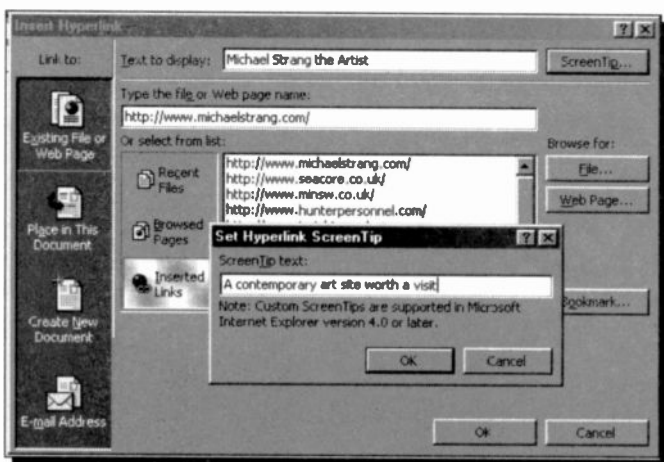 Insert Hyperlink
Link to:
Text to display: Michael Strang the Artist
ScreenTip...
Type the file or Web page name:
http://www.michaelstrang.com/
Existing File or
Web Page
Or select from list:
Browse for:
Recent
Files
http://www.michaelstrang.com/
http://www.seacore.co.uk/
http://www.minsw.co.uk/
http://www.hunterpersonnel.com/
File...
Web Page...
Place in This
Document
Browsed
Pages
Set Hyperlink ScreenTip
ScreenTip text:
A contemporary art site worth a visit
Inserted
Links
Note: Custom ScreenTips are supported in Microsoft
Internet Explorer version 4.0 or later.
Bookmark...
Create New
Document
OK
Cancel
E-mail Address
OK
Cancel